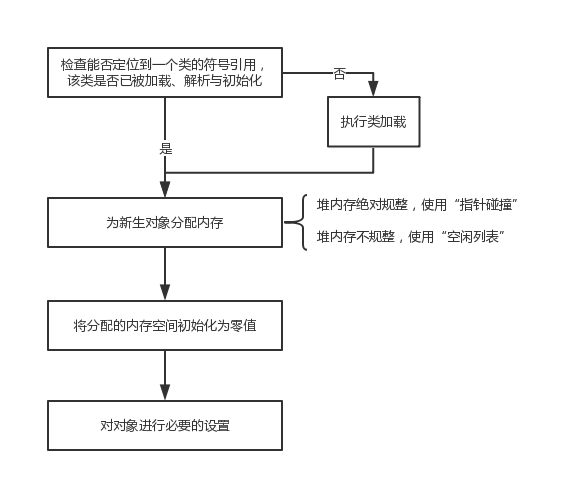 检查能否定位到一个类的符号引用，
该类是否已被加载、解析与初始化
否
执行类加载
是
为新生对象分配内存
堆内存绝对规整，使用“指针碰撞”
堆内存不规整，使用“空闲列表”
将分配的内存空间初始化为零值
对对象进行必要的设置